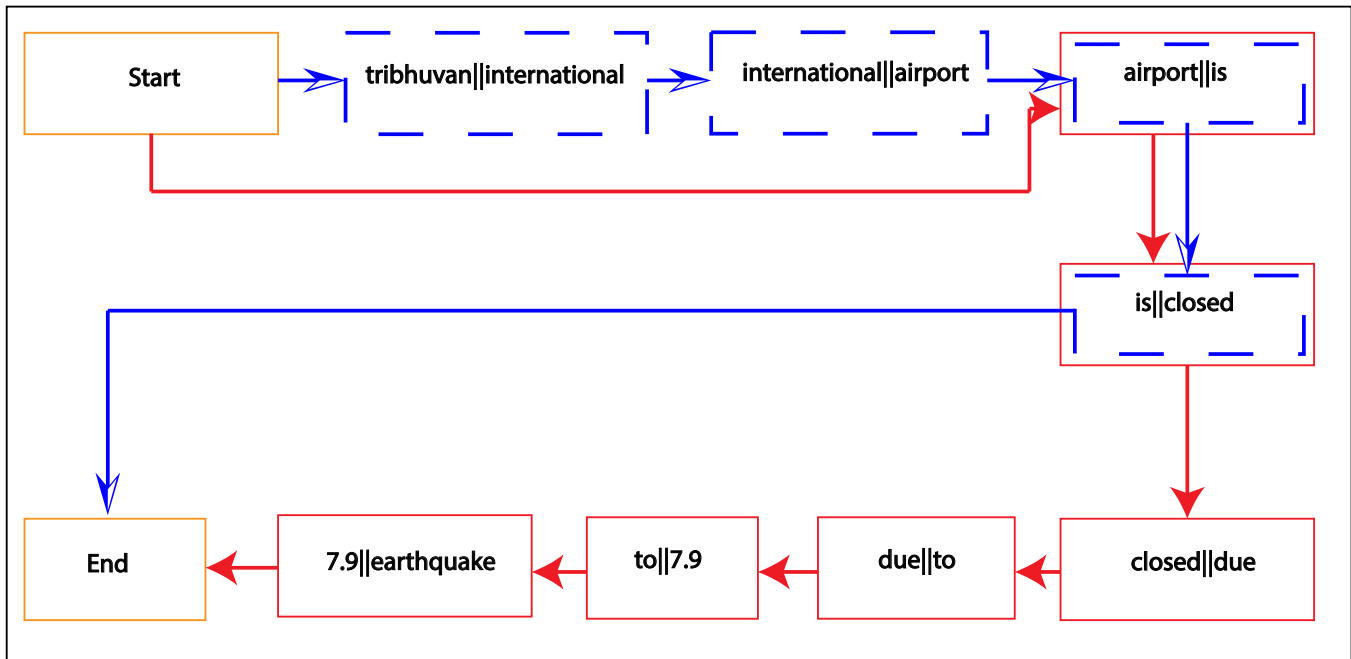 Start
tribhuvan||international
international||airport
airport||is
is||closed
closed||due
due||to
to||7.9
7.9||earthquake
End